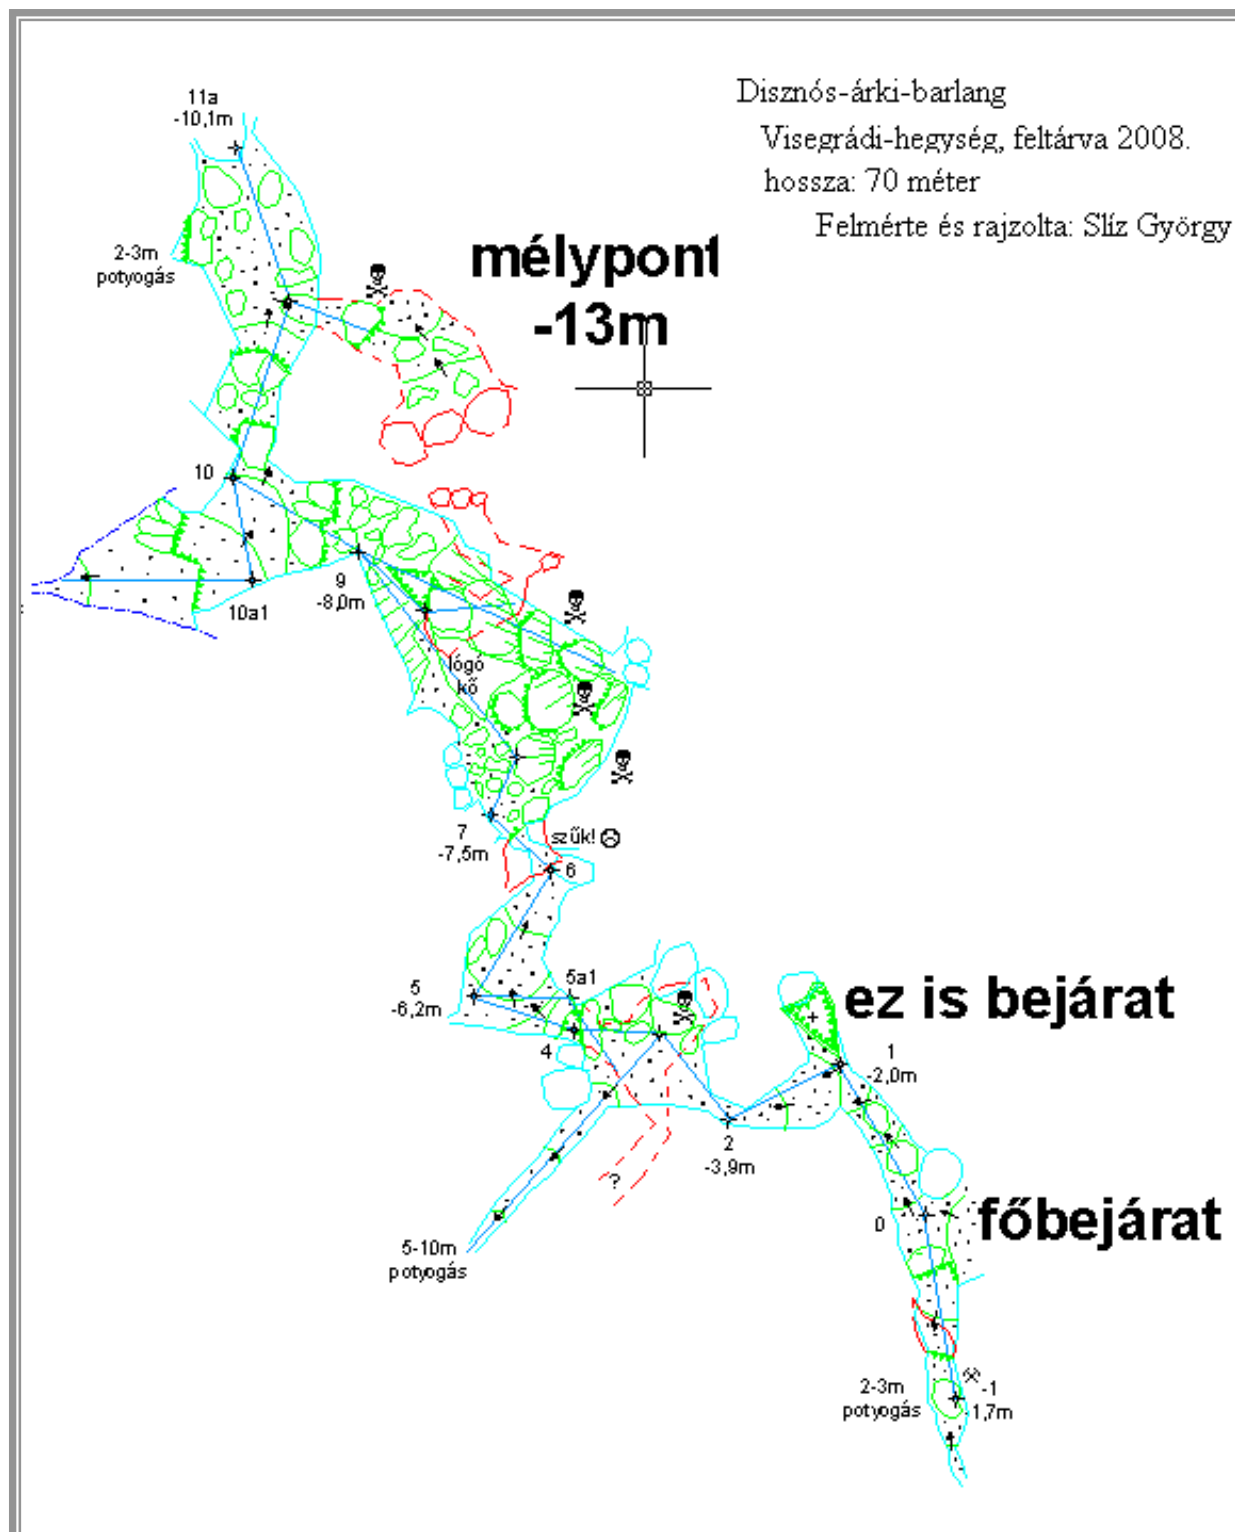 Disznós-árki-barlang
Visegrádi-hegység, feltárva 2008.
hossza: 70 méter
Felmérte és rajzolta: Slíz György
11a
-10,1m
2-3m
potyogás
mélypont
-13m
10
10a1
9
-8,0m
lógó
kő
7
-7,5m
szűk!
6
5
-6,2m
5a1
4
ez is bejárat
1
-2,0m
2
-3,9m
?
5-10m
potyogás
0
főbejárat
2-3m
potyogás
-1
-1,7m